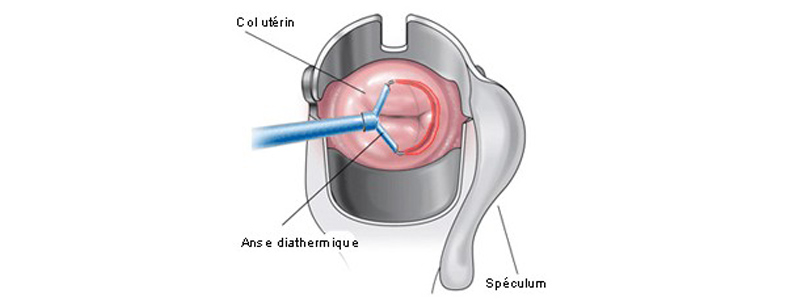 Col utérin
Anse diathermique
Spéculum